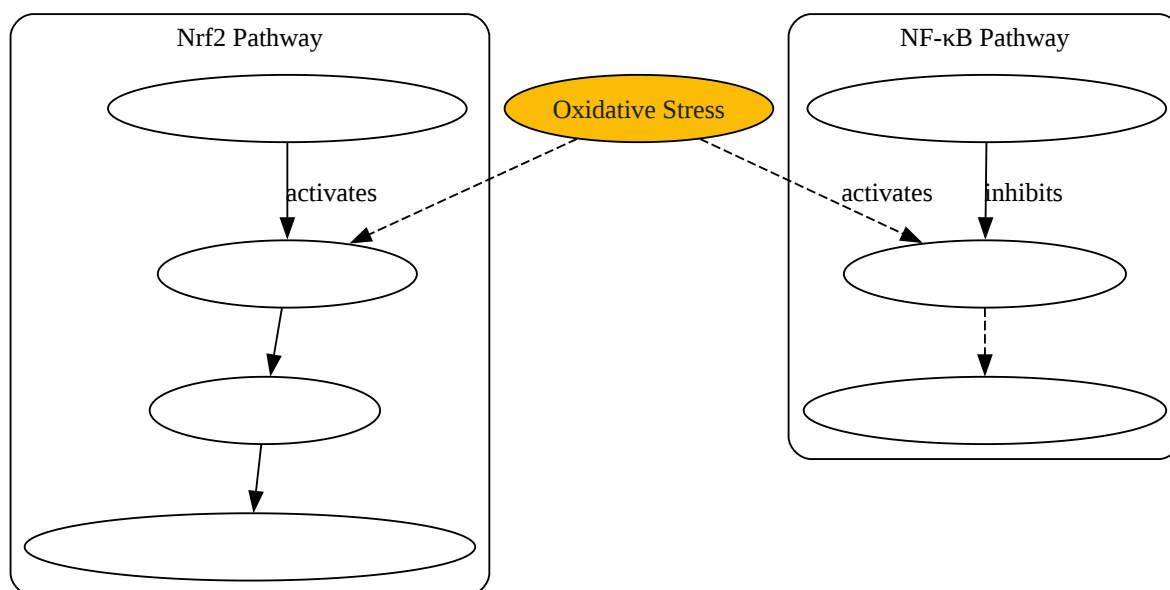 Nrf2 Pathway
NF-κB Pathway
Oxidative Stress
activates
activates
inhibits